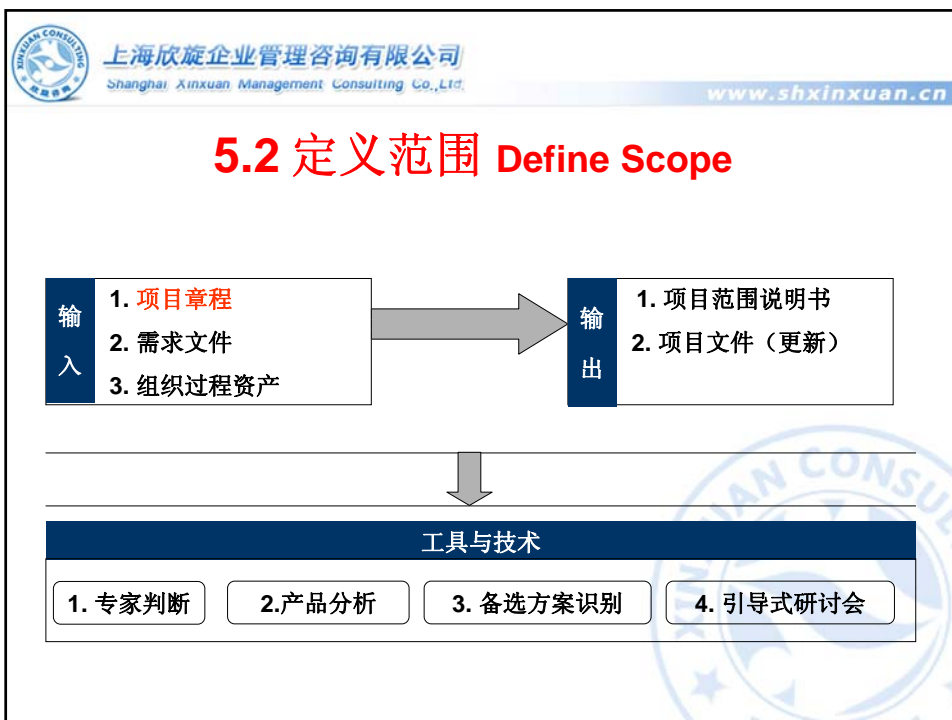 上海欣旋企业管理咨询有限公司
Shanghai Xinxuan Management Consulting Co.,Ltd.
www.shxinxuan.cn
5.2 定义范围 Define Scope
输入
1. 项目章程
2. 需求文件
3. 组织过程资产
输出
1. 项目范围说明书
2. 项目文件（更新）
工具与技术
1. 专家判断
2.产品分析
3. 备选方案识别
4. 引导式研讨会
XINXUAN CONSUL